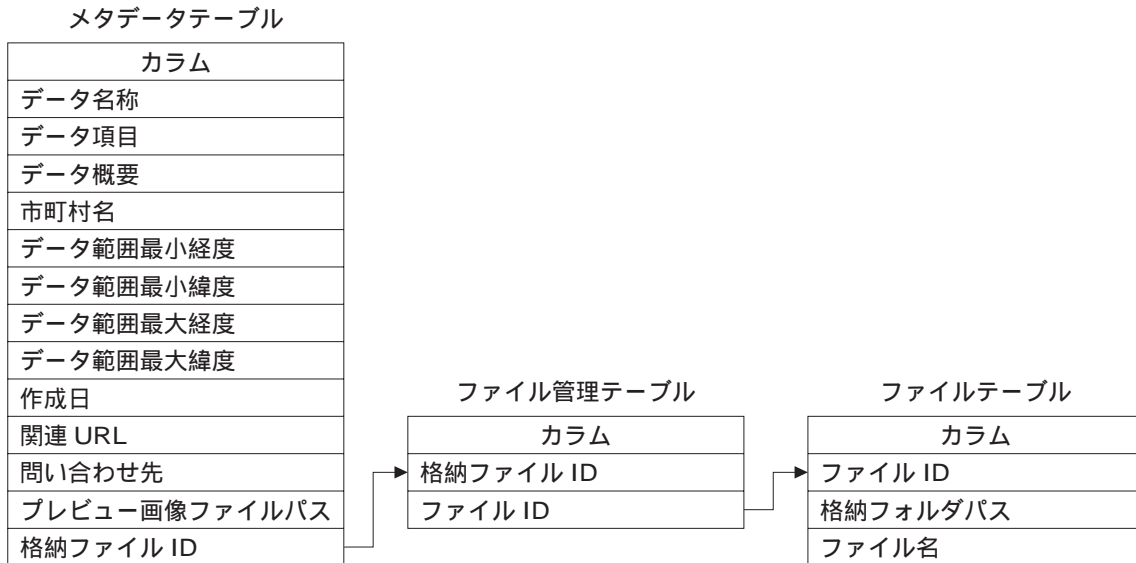 メタデータテーブル
カラム
データ名称
データ項目
データ概要
市町村名
データ範囲最小経度
データ範囲最小緯度
データ範囲最大経度
データ範囲最大緯度
作成日
関連 URL
問い合わせ先
プレビュー画像ファイルパス
格納ファイル ID
ファイル管理テーブル
カラム
格納ファイル ID
ファイル ID
ファイルテーブル
カラム
ファイル ID
格納フォルダパス
ファイル名